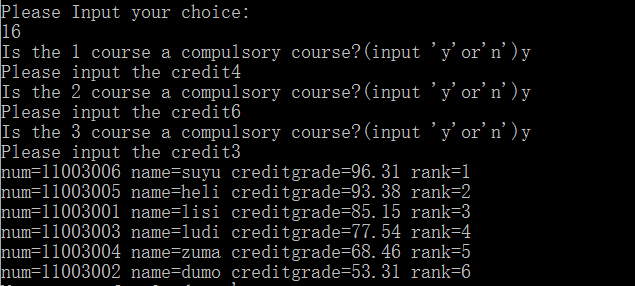 Please Input your choice:
16
Is the 1 course a compulsory course?(input 'y'or'n')y
Please input the credit4
Is the 2 course a compulsory course?(input 'y'or'n')y
Please input the credit6
Is the 3 course a compulsory course?(input 'y'or'n')y
Please input the credit3
num=11003006 name=suyu creditgrade=96.31 rank=1
num=11003005 name=heli creditgrade=93.38 rank=2
num=11003001 name=lisi creditgrade=85.15 rank=3
num=11003003 name=ludi creditgrade=77.54 rank=4
num=11003004 name=zuma creditgrade=68.46 rank=5
num=11003002 name=dumo creditgrade=53.31 rank=6